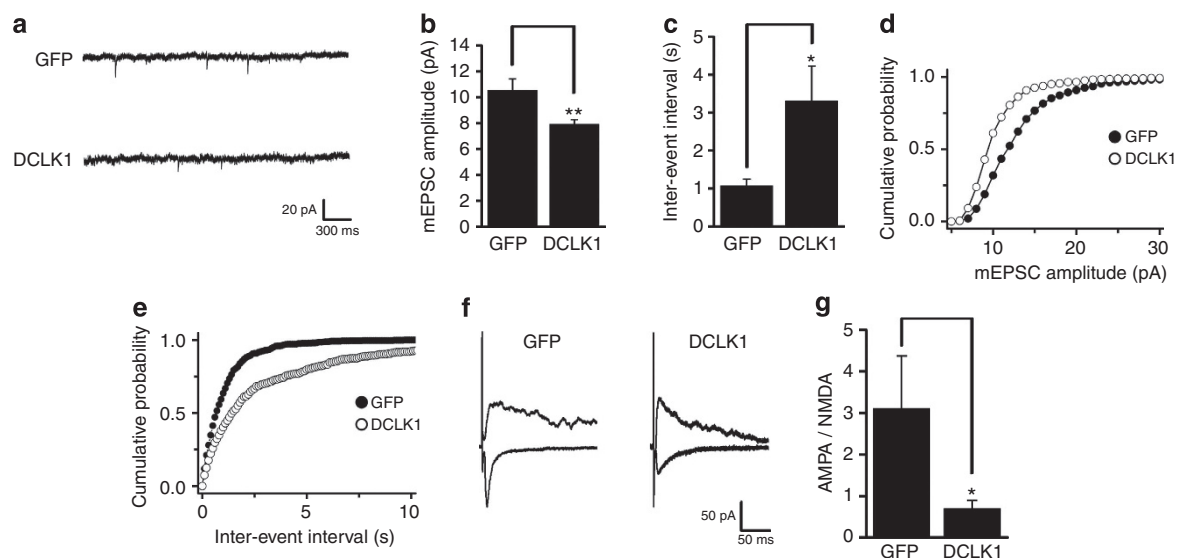 a
GFP
DCLK1
20 pA
300 ms
b
mEPSC amplitude (pA)
14
12
10
8
6
4
2
0
**
GFP
DCLK1
c
Inter-event interval (s)
5
4
3
2
1
0
*
GFP
DCLK1
d
Cumulative probability
1.0
0.5
0.0
GFP
DCLK1
10
20
30
mEPSC amplitude (pA)
e
Cumulative probability
1.0
0.5
0.0
GFP
DCLK1
0
5
10
Inter-event interval (s)
f
GFP
DCLK1
50 pA
50 ms
g
AMPA / NMDA
5
4
3
2
1
0
*
GFP
DCLK1